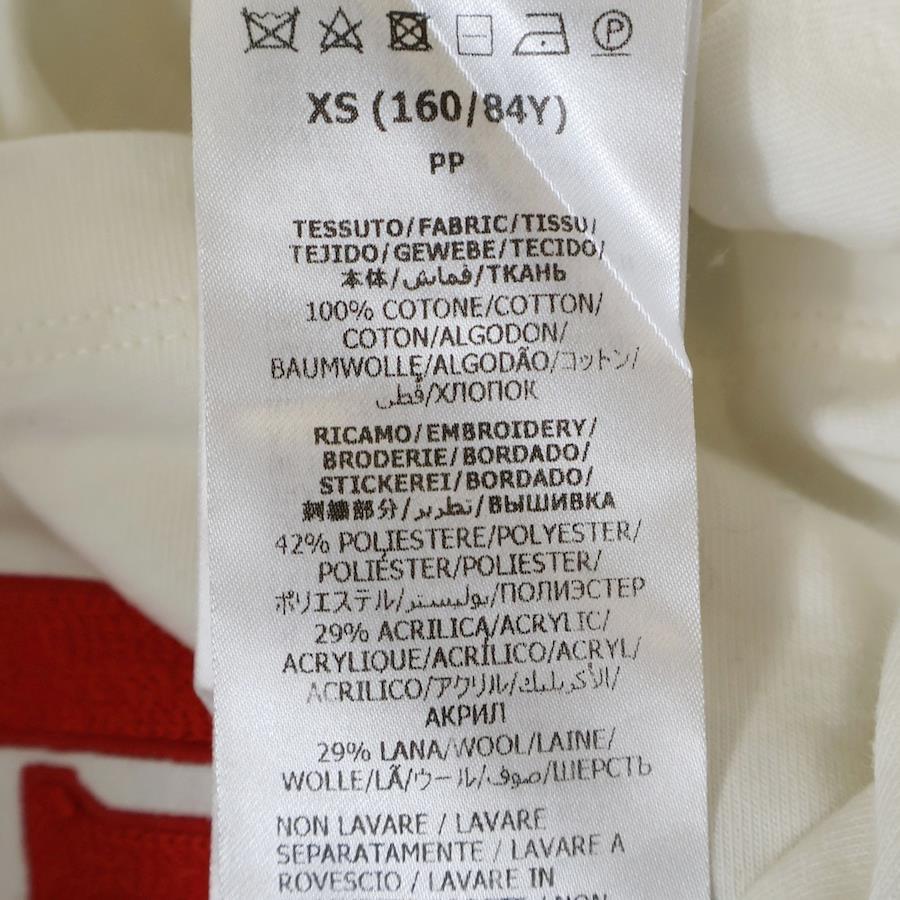 XS (160/84Y)
PP
TESSUTO/FABRIC/TISSU/
TEJIDO/GEWEBE/TECIDO/
本体/قماش/ТКАНЬ
100% COTONE/COTTON/
COTON/ALGODON/
BAUMWOLLE/ALGODÃO/コットン/
قُطن/ХЛОПОК
RICAMO/EMBROIDERY/
BRODERIE/BORDADO/
STICKEREI/BORDADO/
刺繍部分/تطريز/ВЫШИВКА
42% POLIESTERE/POLYESTER/
POLIÉSTER/POLIESTER/
ポリエステル/بوليستر/ПОЛИЭСТЕР
29% ACRILICA/ACRYLIC/
ACRYLIQUE/ACRÍLICO/ACRYL/
ACRILICO/アクリル/الأكريليك/
АКРИЛ
29% LANA/WOOL/LAINE/
WOLLE/LÃ/ウール/صوف/ШЕРСТЬ
NON LAVARE / LAVARE
SEPARATAMENTE / LAVARE A
ROVESCIO / LAVARE IN